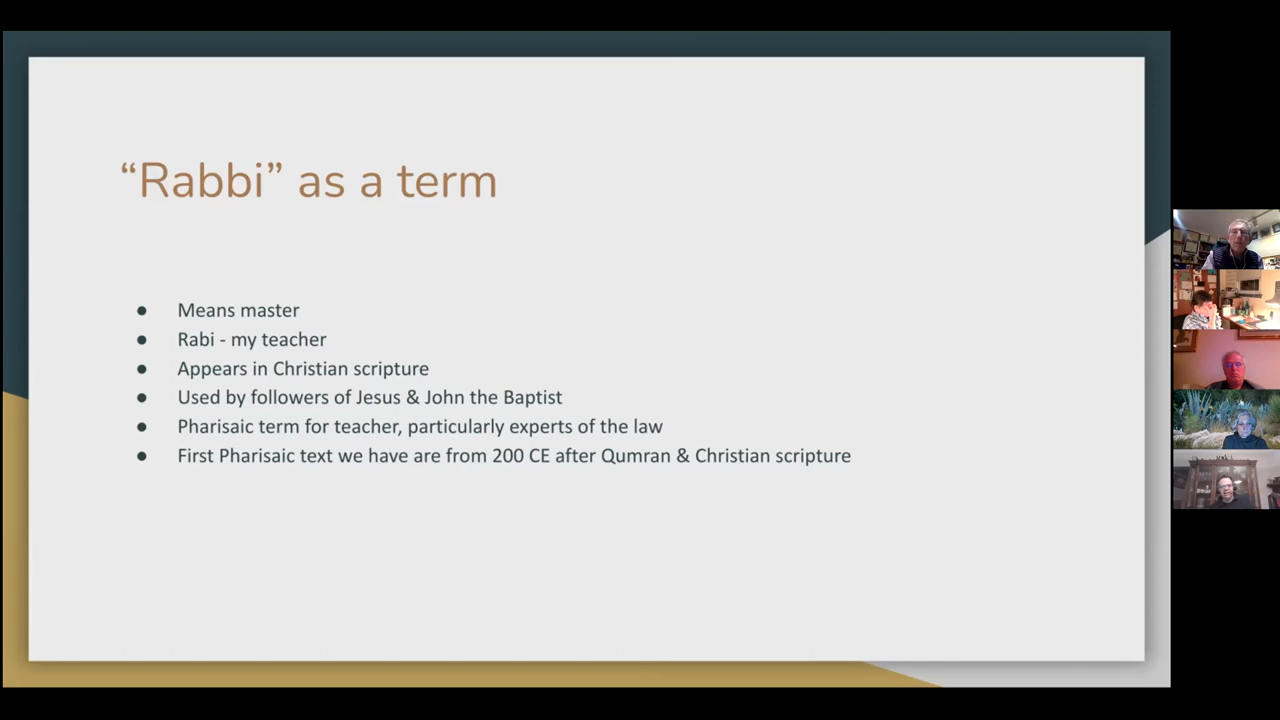 “Rabbi” as a term
● Means master
● Rabi - my teacher
● Appears in Christian scripture
● Used by followers of Jesus & John the Baptist
● Pharisaic term for teacher, particularly experts of the law
● First Pharisaic text we have are from 200 CE after Qumran & Christian scripture